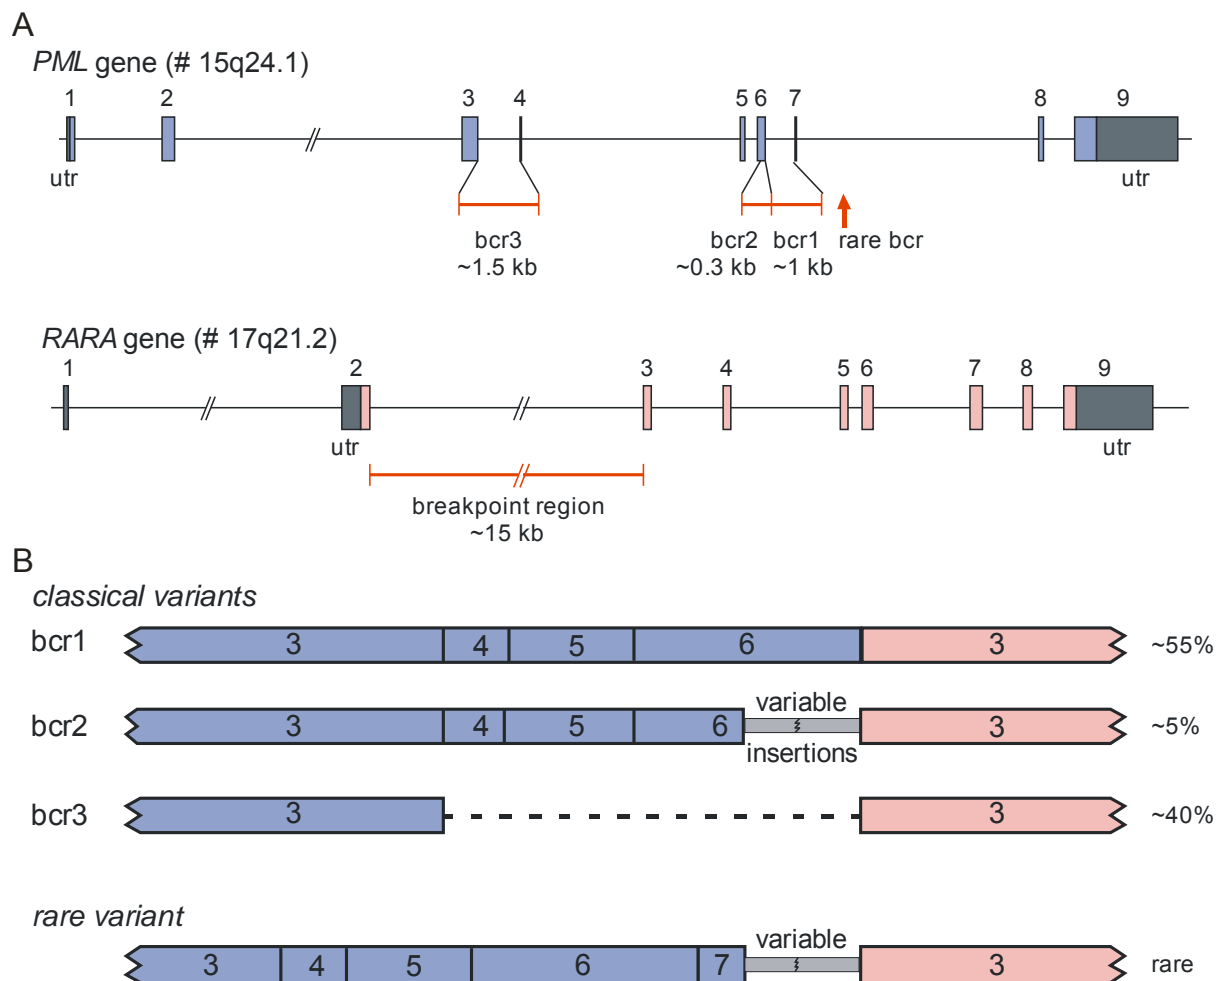 A
PML gene (# 15q24.1)
1 2 3 4 5 6 7 8 9
utr utr
bcr3 bcr2 bcr1 rare bcr
~1.5 kb ~0.3 kb ~1 kb
RARA gene (# 17q21.2)
1 2 3 4 5 6 7 8 9
utr utr
breakpoint region
~15 kb
B
classical variants
bcr1 3 4 5 6 3 ~55%
variable
bcr2 3 4 5 6 3 ~5%
insertions
bcr3 3 3 ~40%
rare variant
variable
3 4 5 6 7 3 rare